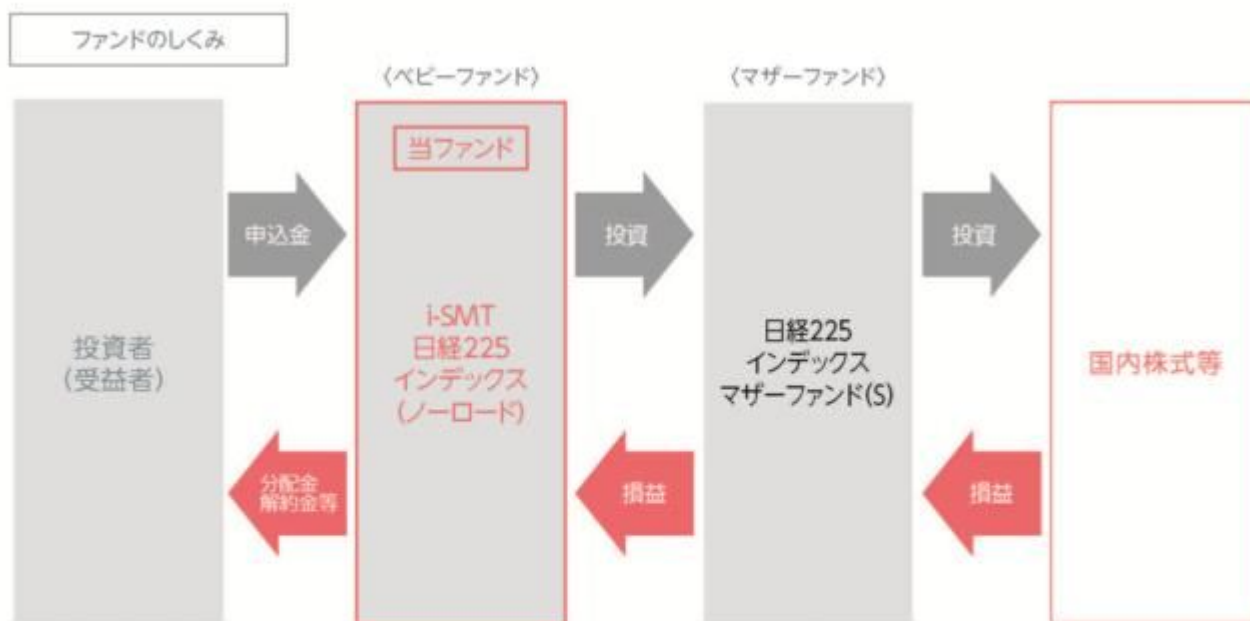 ファンドのしくみ
〈ベビーファンド〉
〈マザーファンド〉
当ファンド
申込金
投資
投資
投資者
(受益者)
i-SMT
日経225
インデックス
(ノーロード)
日経225
インデックス
マザーファンド(S)
国内株式等
分配金
解約金等
損益
損益